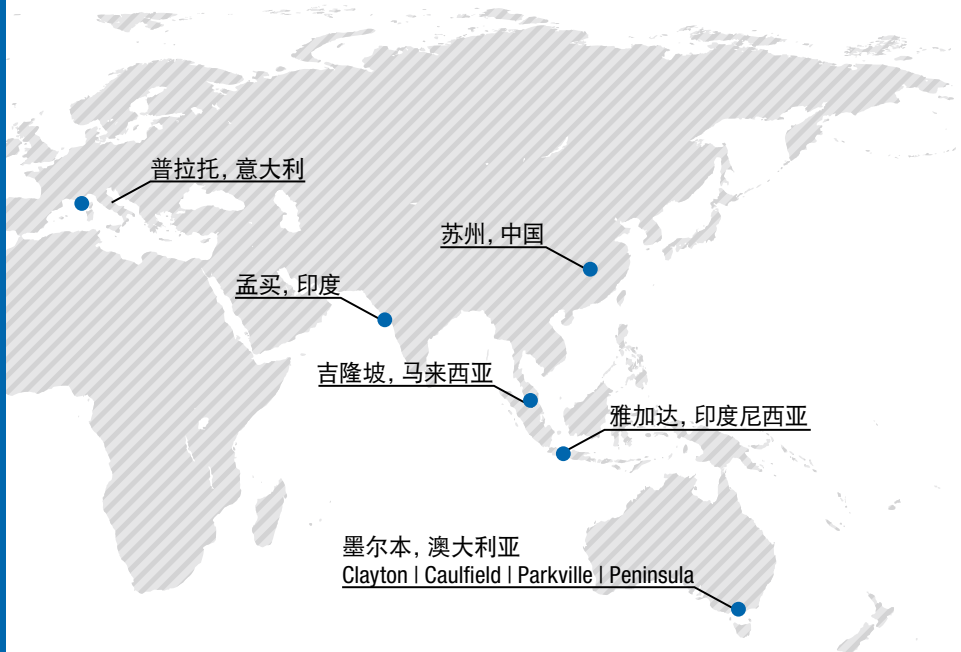 普拉托, 意大利
苏州, 中国
孟买, 印度
吉隆坡, 马来西亚
雅加达, 印度尼西亚
墨尔本, 澳大利亚
Clayton | Caulfield | Parkville | Peninsula